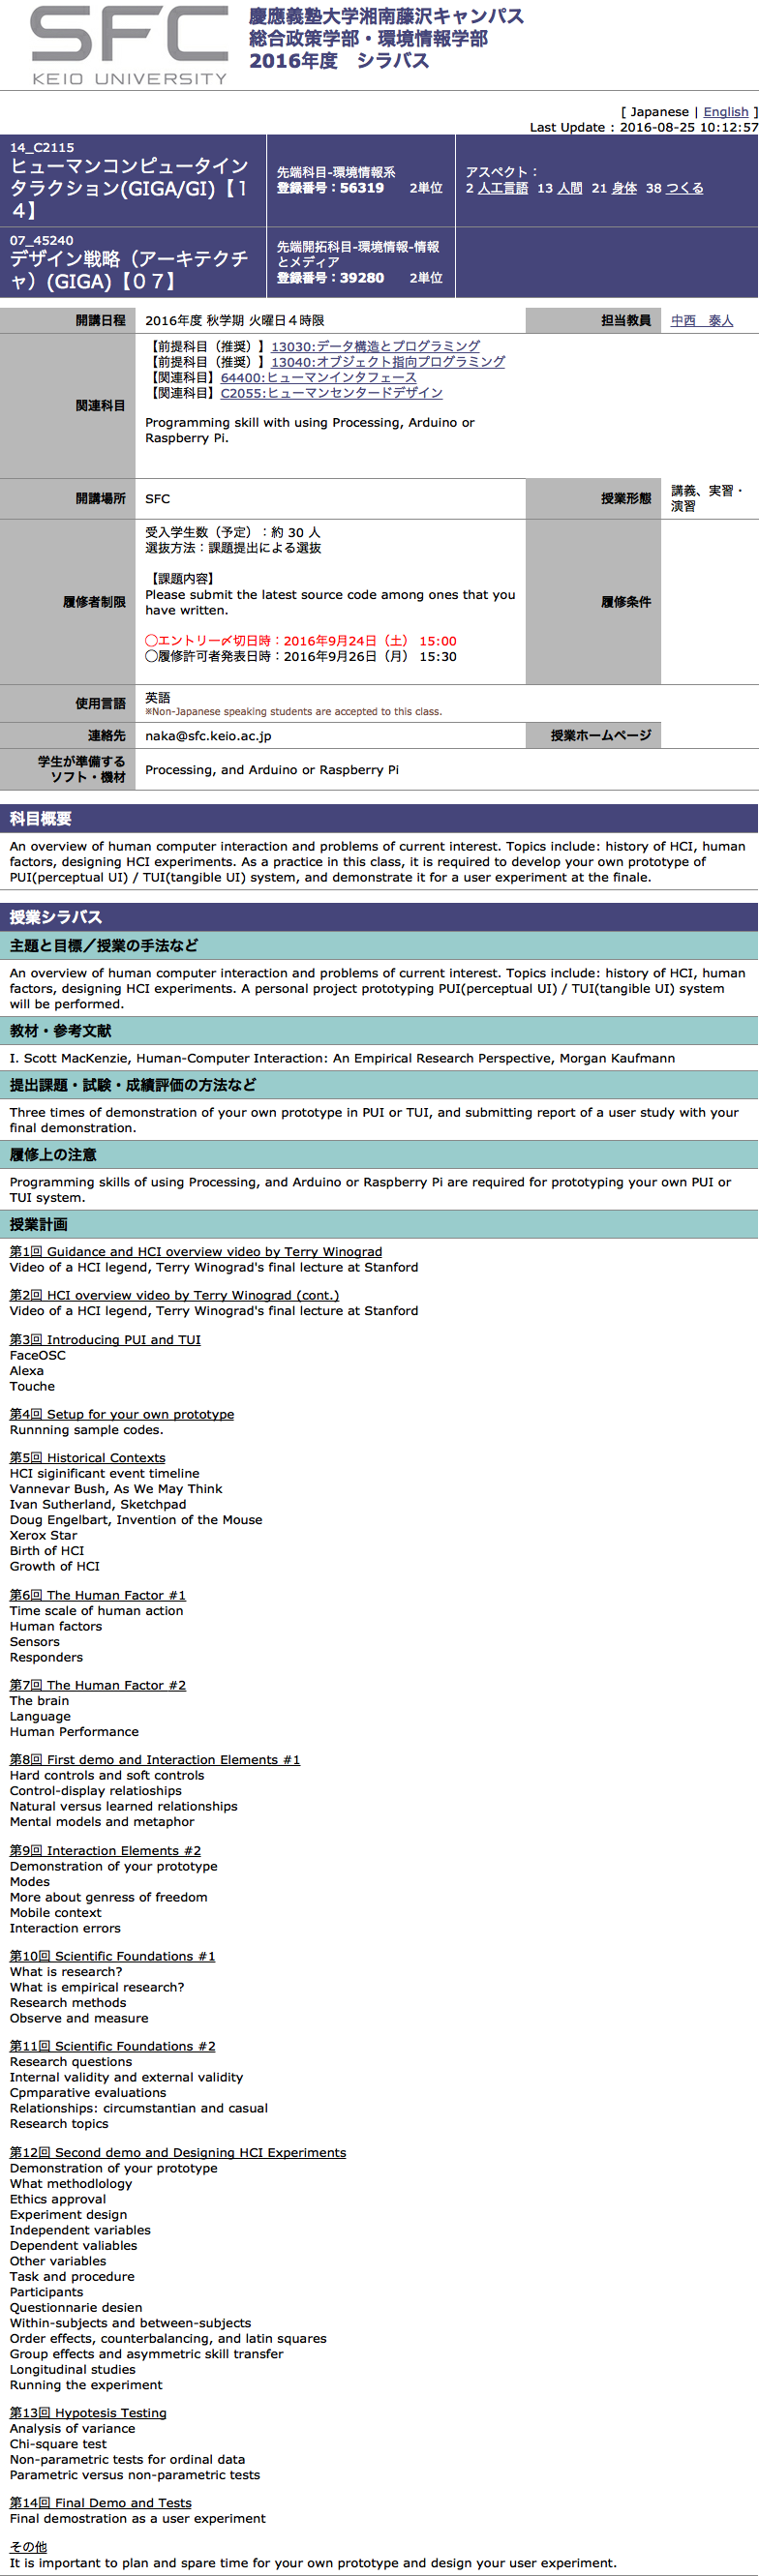 SFC
KEIO UNIVERSITY
慶應義塾大学湘南藤沢キャンパス
総合政策学部・環境情報学部
2016年度　シラバス
[ Japanese | English ]
Last Update : 2016-08-25 10:12:57
14_C2115
ヒューマンコンピュータイン
タラクション(GIGA/GI)【１
４】
先端科目-環境情報系
登録番号：56319　2単位
アスペクト：
2 人工言語 13 人間 21 身体 38 つくる
07_45240
デザイン戦略（アーキテクチ
ャ）(GIGA)【０７】
先端開拓科目-環境情報-情報
とメディア
登録番号：39280　2単位
開講日程
2016年度 秋学期 火曜日４時限
担当教員
中西　泰人
関連科目
【前提科目（推奨）】13030:データ構造とプログラミング
【前提科目（推奨）】13040:オブジェクト指向プログラミング
【関連科目】64400:ヒューマンインタフェース
【関連科目】C2055:ヒューマンセンタードデザイン
Programming skill with using Processing, Arduino or
Raspberry Pi.
開講場所
SFC
授業形態
講義、実習・
演習
履修者制限
受入学生数（予定）：約 30 人
選抜方法：課題提出による選抜
【課題内容】
Please submit the latest source code among ones that you
have written.
◯エントリー〆切日時：2016年9月24日（土） 15:00
◯履修許可者発表日時：2016年9月26日（月） 15:30
履修条件
使用言語
英語
※Non-Japanese speaking students are accepted to this class.
連絡先
naka@sfc.keio.ac.jp
授業ホームページ
学生が準備する
ソフト・機材
Processing, and Arduino or Raspberry Pi
科目概要
An overview of human computer interaction and problems of current interest. Topics include: history of HCI, human
factors, designing HCI experiments. As a practice in this class, it is required to develop your own prototype of
PUI(perceptual UI) / TUI(tangible UI) system, and demonstrate it for a user experiment at the finale.
授業シラバス
主題と目標／授業の手法など
An overview of human computer interaction and problems of current interest. Topics include: history of HCI, human
factors, designing HCI experiments. A personal project prototyping PUI(perceptual UI) / TUI(tangible UI) system
will be performed.
教材・参考文献
I. Scott MacKenzie, Human-Computer Interaction: An Empirical Research Perspective, Morgan Kaufmann
提出課題・試験・成績評価の方法など
Three times of demonstration of your own prototype in PUI or TUI, and submitting report of a user study with your
final demonstration.
履修上の注意
Programming skills of using Processing, and Arduino or Raspberry Pi are required for prototyping your own PUI or
TUI system.
授業計画
第1回 Guidance and HCI overview video by Terry Winograd
Video of a HCI legend, Terry Winograd's final lecture at Stanford
第2回 HCI overview video by Terry Winograd (cont.)
Video of a HCI legend, Terry Winograd's final lecture at Stanford
第3回 Introducing PUI and TUI
FaceOSC
Alexa
Touche
第4回 Setup for your own prototype
Runnning sample codes.
第5回 Historical Contexts
HCI siginificant event timeline
Vannevar Bush, As We May Think
Ivan Sutherland, Sketchpad
Doug Engelbart, Invention of the Mouse
Xerox Star
Birth of HCI
Growth of HCI
第6回 The Human Factor #1
Time scale of human action
Human factors
Sensors
Responders
第7回 The Human Factor #2
The brain
Language
Human Performance
第8回 First demo and Interaction Elements #1
Hard controls and soft controls
Control-display relatioships
Natural versus learned relationships
Mental models and metaphor
第9回 Interaction Elements #2
Demonstration of your prototype
Modes
More about genress of freedom
Mobile context
Interaction errors
第10回 Scientific Foundations #1
What is research?
What is empirical research?
Research methods
Observe and measure
第11回 Scientific Foundations #2
Research questions
Internal validity and external validity
Cpmparative evaluations
Relationships: circumstantian and casual
Research topics
第12回 Second demo and Designing HCI Experiments
Demonstration of your prototype
What methodlology
Ethics approval
Experiment design
Independent variables
Dependent valiables
Other variables
Task and procedure
Participants
Questionnarie desien
Within-subjects and between-subjects
Order effects, counterbalancing, and latin squares
Group effects and asymmetric skill transfer
Longitudinal studies
Running the experiment
第13回 Hypotesis Testing
Analysis of variance
Chi-square test
Non-parametric tests for ordinal data
Parametric versus non-parametric tests
第14回 Final Demo and Tests
Final demostration as a user experiment
その他
It is important to plan and spare time for your own prototype and design your user experiment.